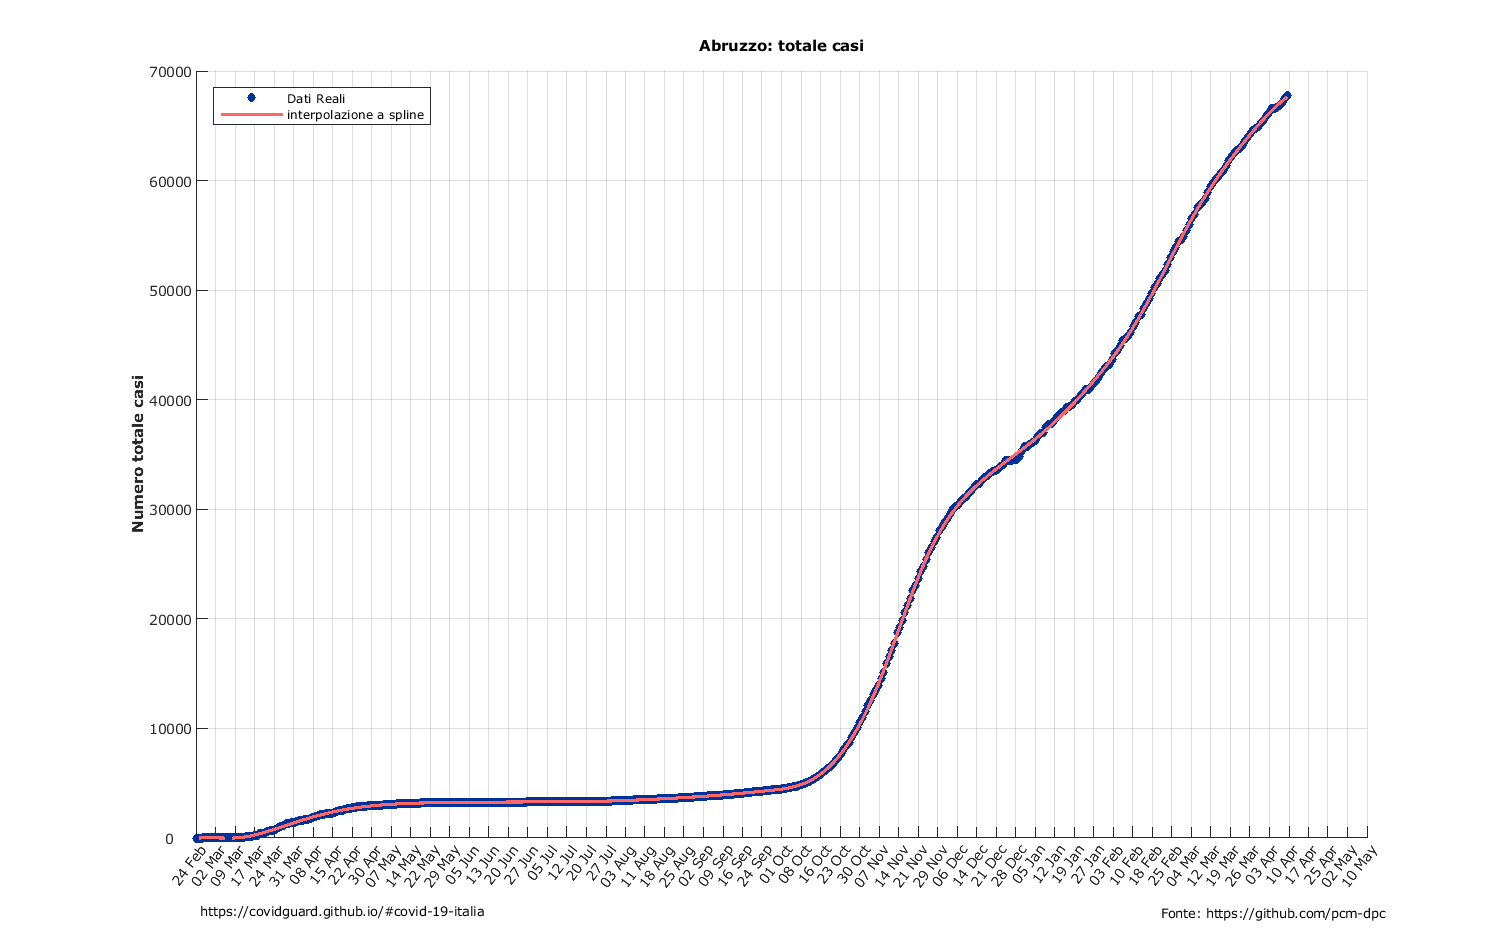 Abruzzo: totale casi
Dati Reali
interpolazione a spline
Numero totale casi
70000
60000
50000
40000
30000
20000
10000
0
24 Feb
02 Mar
09 Mar
17 Mar
24 Mar
31 Mar
08 Apr
15 Apr
22 Apr
30 Apr
07 May
14 May
22 May
29 May
05 Jun
13 Jun
20 Jun
27 Jun
05 Jul
12 Jul
20 Jul
27 Jul
03 Aug
11 Aug
18 Aug
25 Aug
02 Sep
09 Sep
16 Sep
24 Sep
01 Oct
08 Oct
16 Oct
23 Oct
30 Oct
07 Nov
14 Nov
21 Nov
29 Nov
06 Dec
14 Dec
21 Dec
28 Dec
05 Jan
12 Jan
19 Jan
27 Jan
03 Feb
10 Feb
18 Feb
25 Feb
04 Mar
12 Mar
19 Mar
26 Mar
03 Apr
10 Apr
17 Apr
25 Apr
02 May
10 May
https://covidguard.github.io/#covid-19-italia
Fonte: https://github.com/pcm-dpc